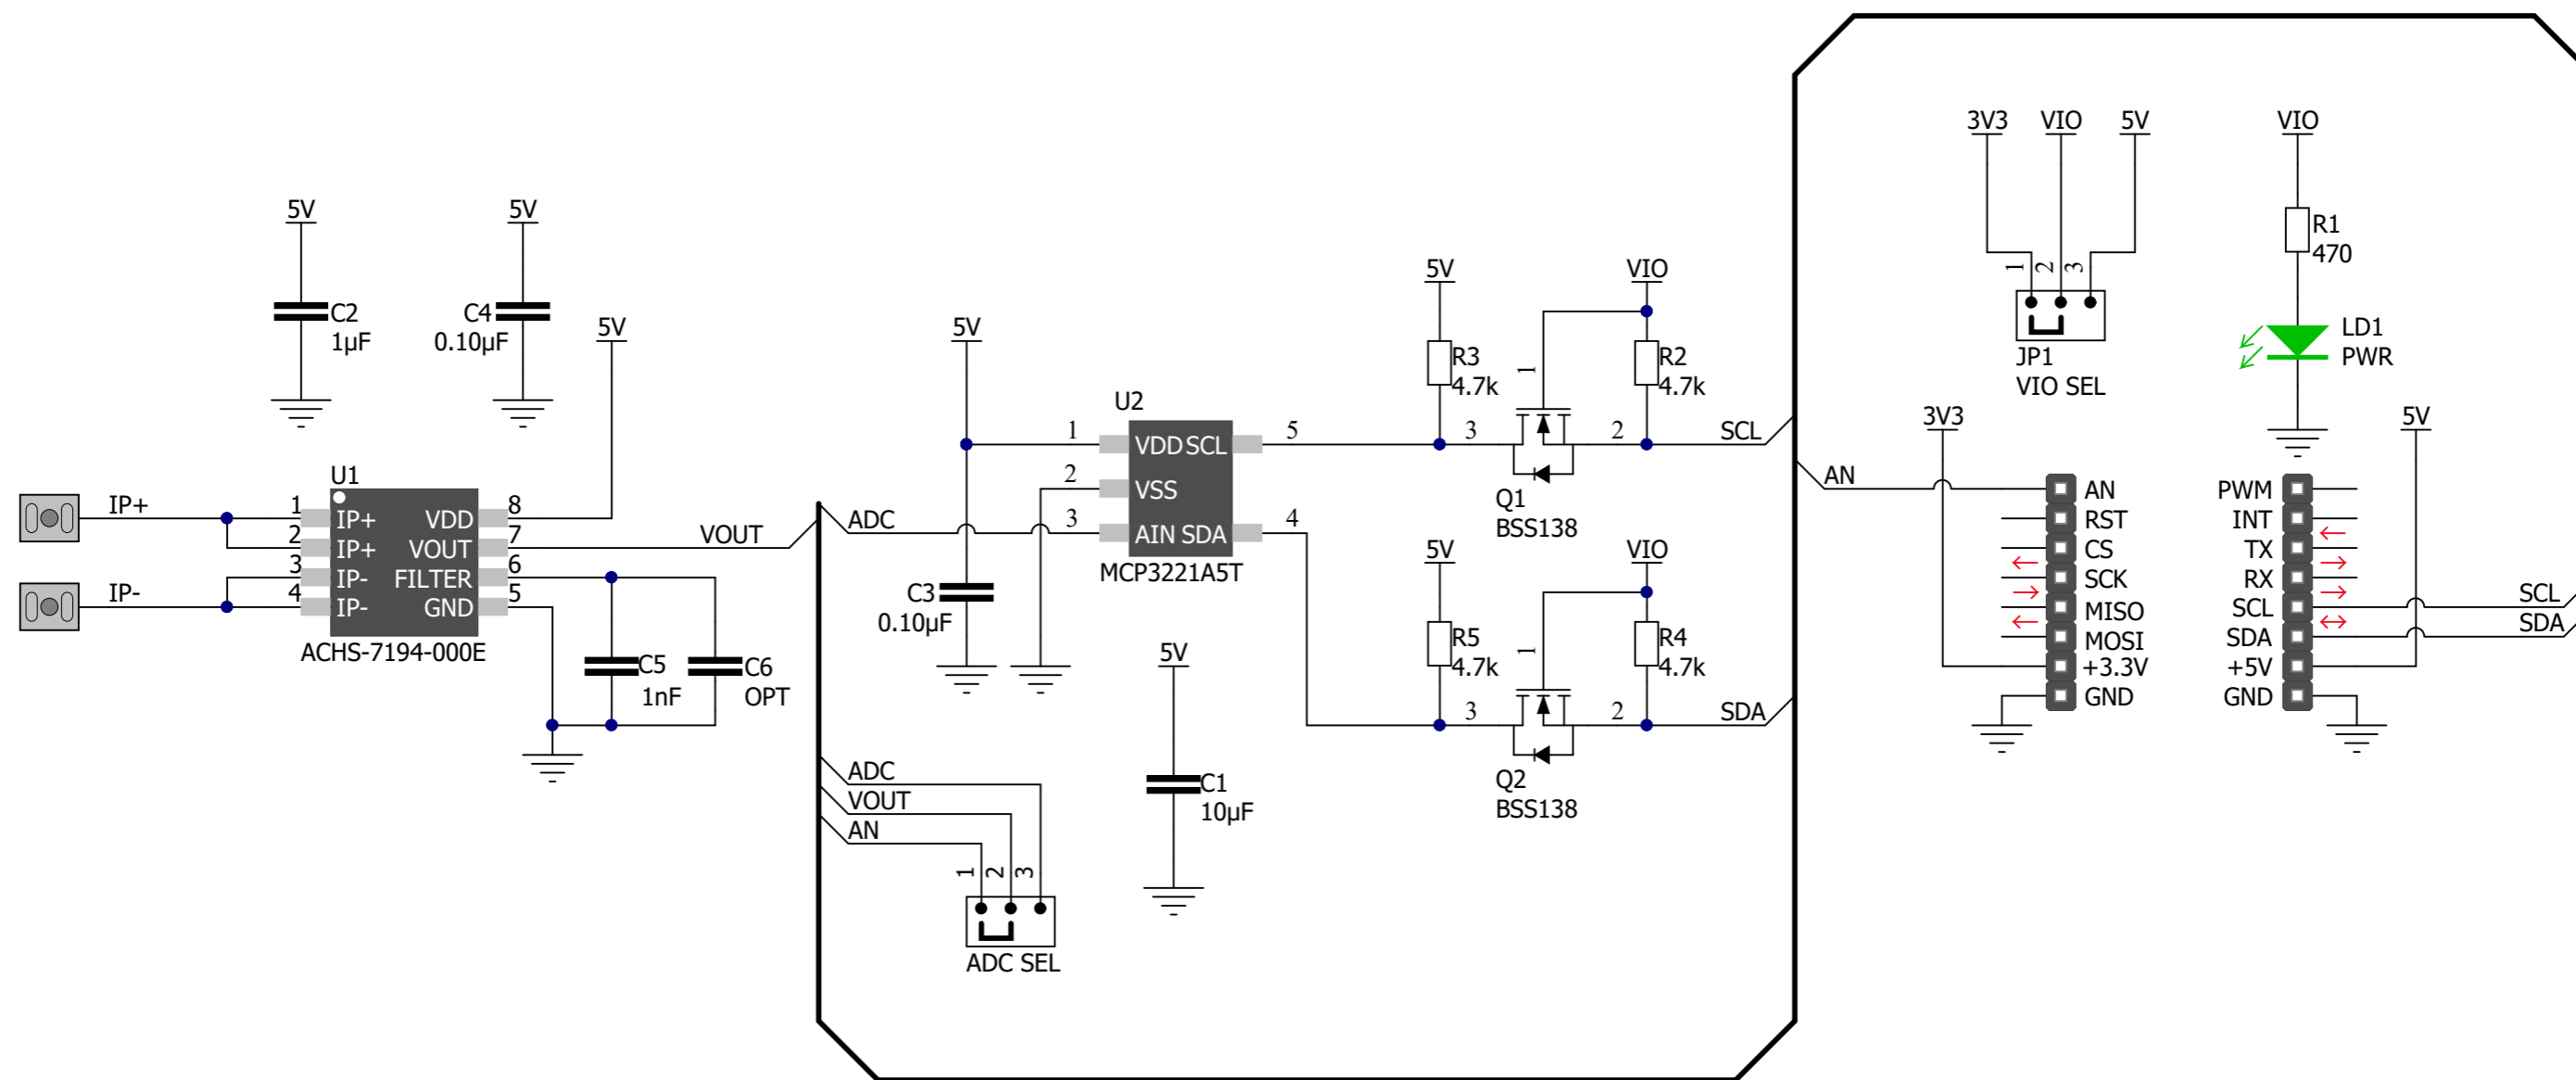 5V
C2
1µF
5V
C4
0.10µF
5V
U1
IP+
IP-
1
2
3
4
IP+
IP+
IP-
IP-
VDD
VOUT
FILTER
GND
8
7
6
5
ACHS-7194-000E
VOUT
C5
1nF
C6
OPT
ADC
5V
C3
0.10µF
U2
1
2
3
VDD SCL
VSS
AIN SDA
5
4
MCP3221A5T
ADC
VOUT
AN
1
2
3
ADC SEL
5V
C1
10µF
5V
R3
4.7k
VIO
R2
4.7k
1
3
2
Q1
BSS138
SCL
5V
R5
4.7k
VIO
R4
4.7k
1
3
2
Q2
BSS138
SDA
3V3
VIO
5V
1
2
3
JP1
VIO SEL
VIO
R1
470
LD1
PWR
3V3
5V
AN
AN
RST
CS
SCK
MISO
MOSI
+3.3V
GND
PWM
INT
TX
RX
SCL
SDA
+5V
GND
SCL
SDA